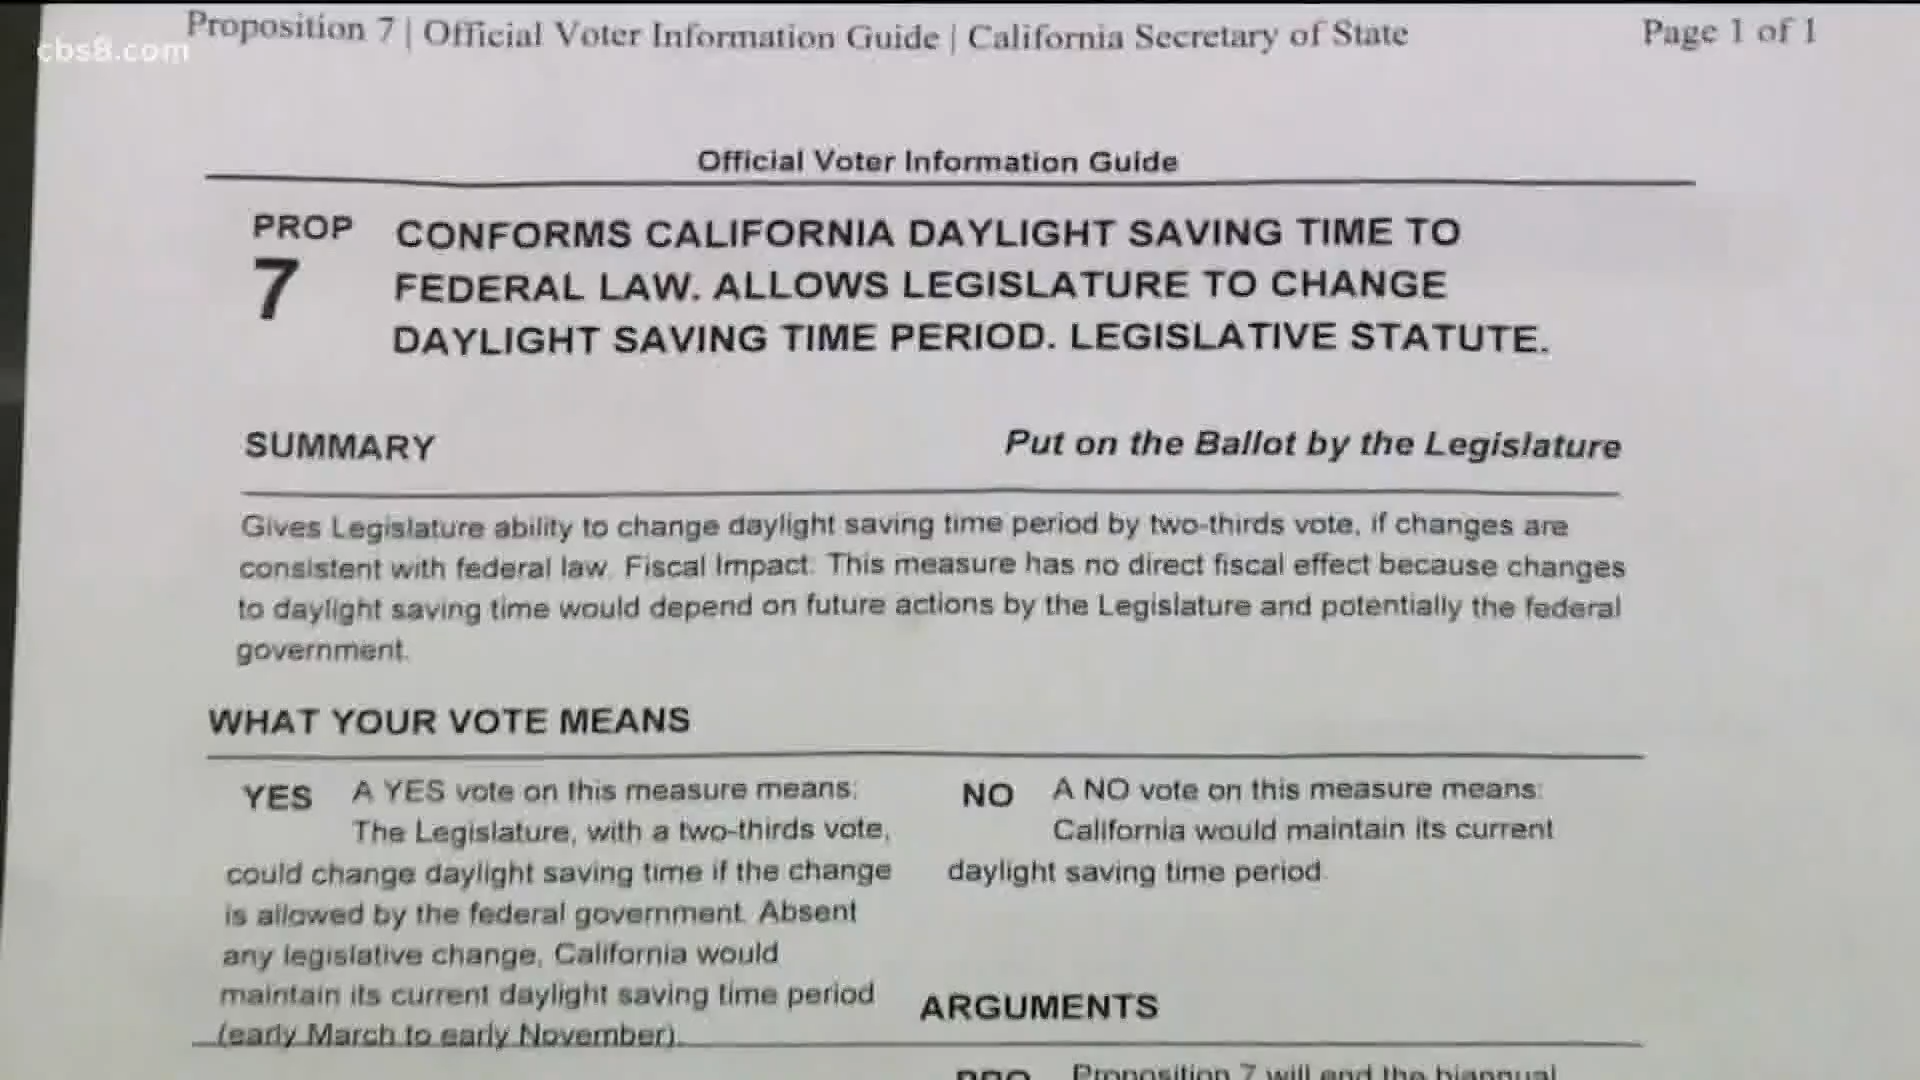 Proposition 7 | Official Voter Information Guide | California Secretary of State Page 1 of 1
cbs8.com
Official Voter Information Guide
PROP
7
CONFORMS CALIFORNIA DAYLIGHT SAVING TIME TO
FEDERAL LAW. ALLOWS LEGISLATURE TO CHANGE
DAYLIGHT SAVING TIME PERIOD. LEGISLATIVE STATUTE.
SUMMARY Put on the Ballot by the Legislature
Gives Legislature ability to change daylight saving time period by two-thirds vote, if changes are
consistent with federal law. Fiscal Impact: This measure has no direct fiscal effect because changes
to daylight saving time would depend on future actions by the Legislature and potentially the federal
government.
WHAT YOUR VOTE MEANS
YES A YES vote on this measure means:
The Legislature, with a two-thirds vote,
could change daylight saving time if the change
is allowed by the federal government. Absent
any legislative change, California would
maintain its current daylight saving time period
(early March to early November).
NO A NO vote on this measure means:
California would maintain its current
daylight saving time period.
ARGUMENTS
PRO Proposition 7 will end the biannual